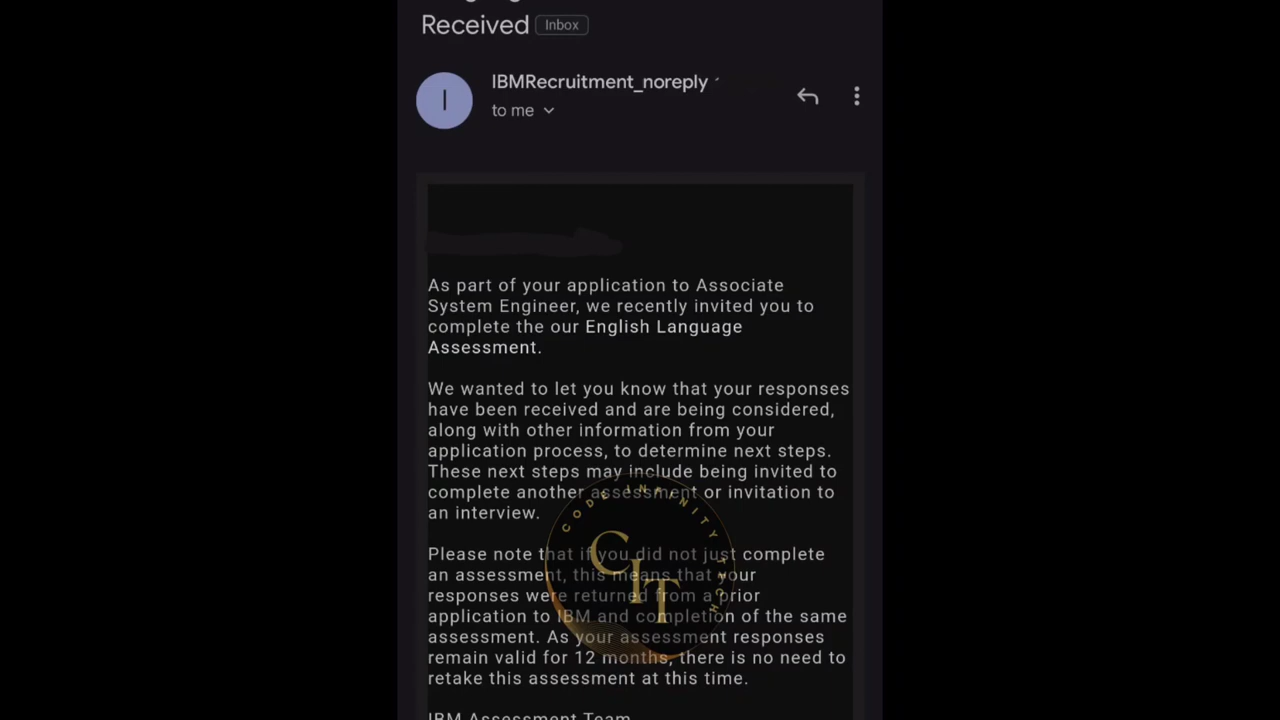 Received Inbox
IBMRecruitment_noreply
I
to me
As part of your application to Associate
System Engineer, we recently invited you to
complete the our English Language
Assessment.
We wanted to let you know that your responses
have been received and are being considered,
along with other information from your
application process, to determine next steps.
These next steps may include being invited to
complete another assessment or invitation to
an interview.
CODE INFINITY TECH
CIT
Please note that if you did not just complete
an assessment, this means that your
responses were returned from a prior
application to IBM and completion of the same
assessment. As your assessment responses
remain valid for 12 months, there is no need to
retake this assessment at this time.
IBM Assessment Team